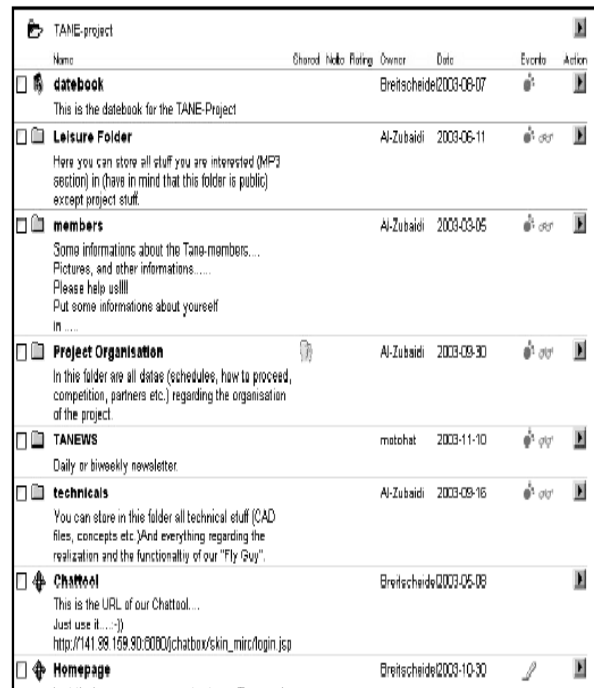 TANE-project
Name Shared Note Rating Owner Date Events Action
datebook Breitscheidel 2003-08-07
This is the datebook for the TANE-Project
Leisure Folder Al-Zubaidi 2003-06-11
Here you can store all stuff you are interested (MP3
section) in (have in mind that this folder is public)
except project stuff.
members Al-Zubaidi 2003-03-05
Some informations about the Tane-members....
Pictures, and other informations......
Please help us!!!!
Put some informations about yourself
in .....
Project Organisation Al-Zubaidi 2003-09-30
In this folder are all datas (schedules, how to proceed,
competition, partners etc.) regarding the organisation
of the project.
TANEWS motohat 2003-11-10
Daily or biweekly newsletter.
technicals Al-Zubaidi 2003-09-16
You can store in this folder all technical stuff (CAD
files, concepts etc.)And everything regarding the
realization and the functionaltiy of our "Fly Guy".
Chattool Breitscheidel 2003-05-08
This is the URL of our Chattool....
Just use it....:-))
http://141.99.159.90:8080/jchatbox/skin_mirc/login.jsp
Homepage Breitscheidel 2003-10-30